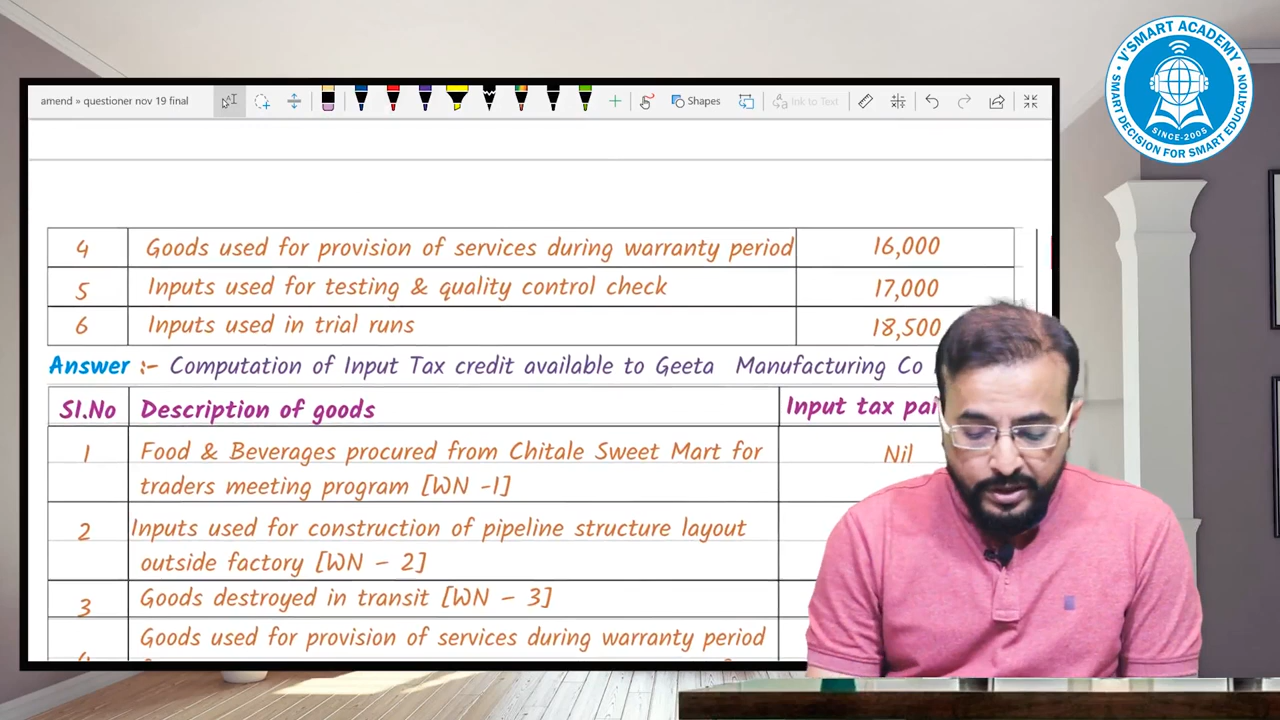 V'SMART ACADEMY
SMART DECISION FOR SMART EDUCATION
SINCE-2005
amend » questioner nov 19 final
Shapes
Ink to Text
4 Goods used for provision of services during warranty period 16,000
5 Inputs used for testing & quality control check 17,000
6 Inputs used in trial runs 18,500
Answer :- Computation of Input Tax credit available to Geeta Manufacturing Co
Sl.No Description of goods Input tax pai
1 Food & Beverages procured from Chitale Sweet Mart for Nil
traders meeting program [WN -1]
2 Inputs used for construction of pipeline structure layout
outside factory [WN – 2]
3 Goods destroyed in transit [WN – 3]
Goods used for provision of services during warranty period